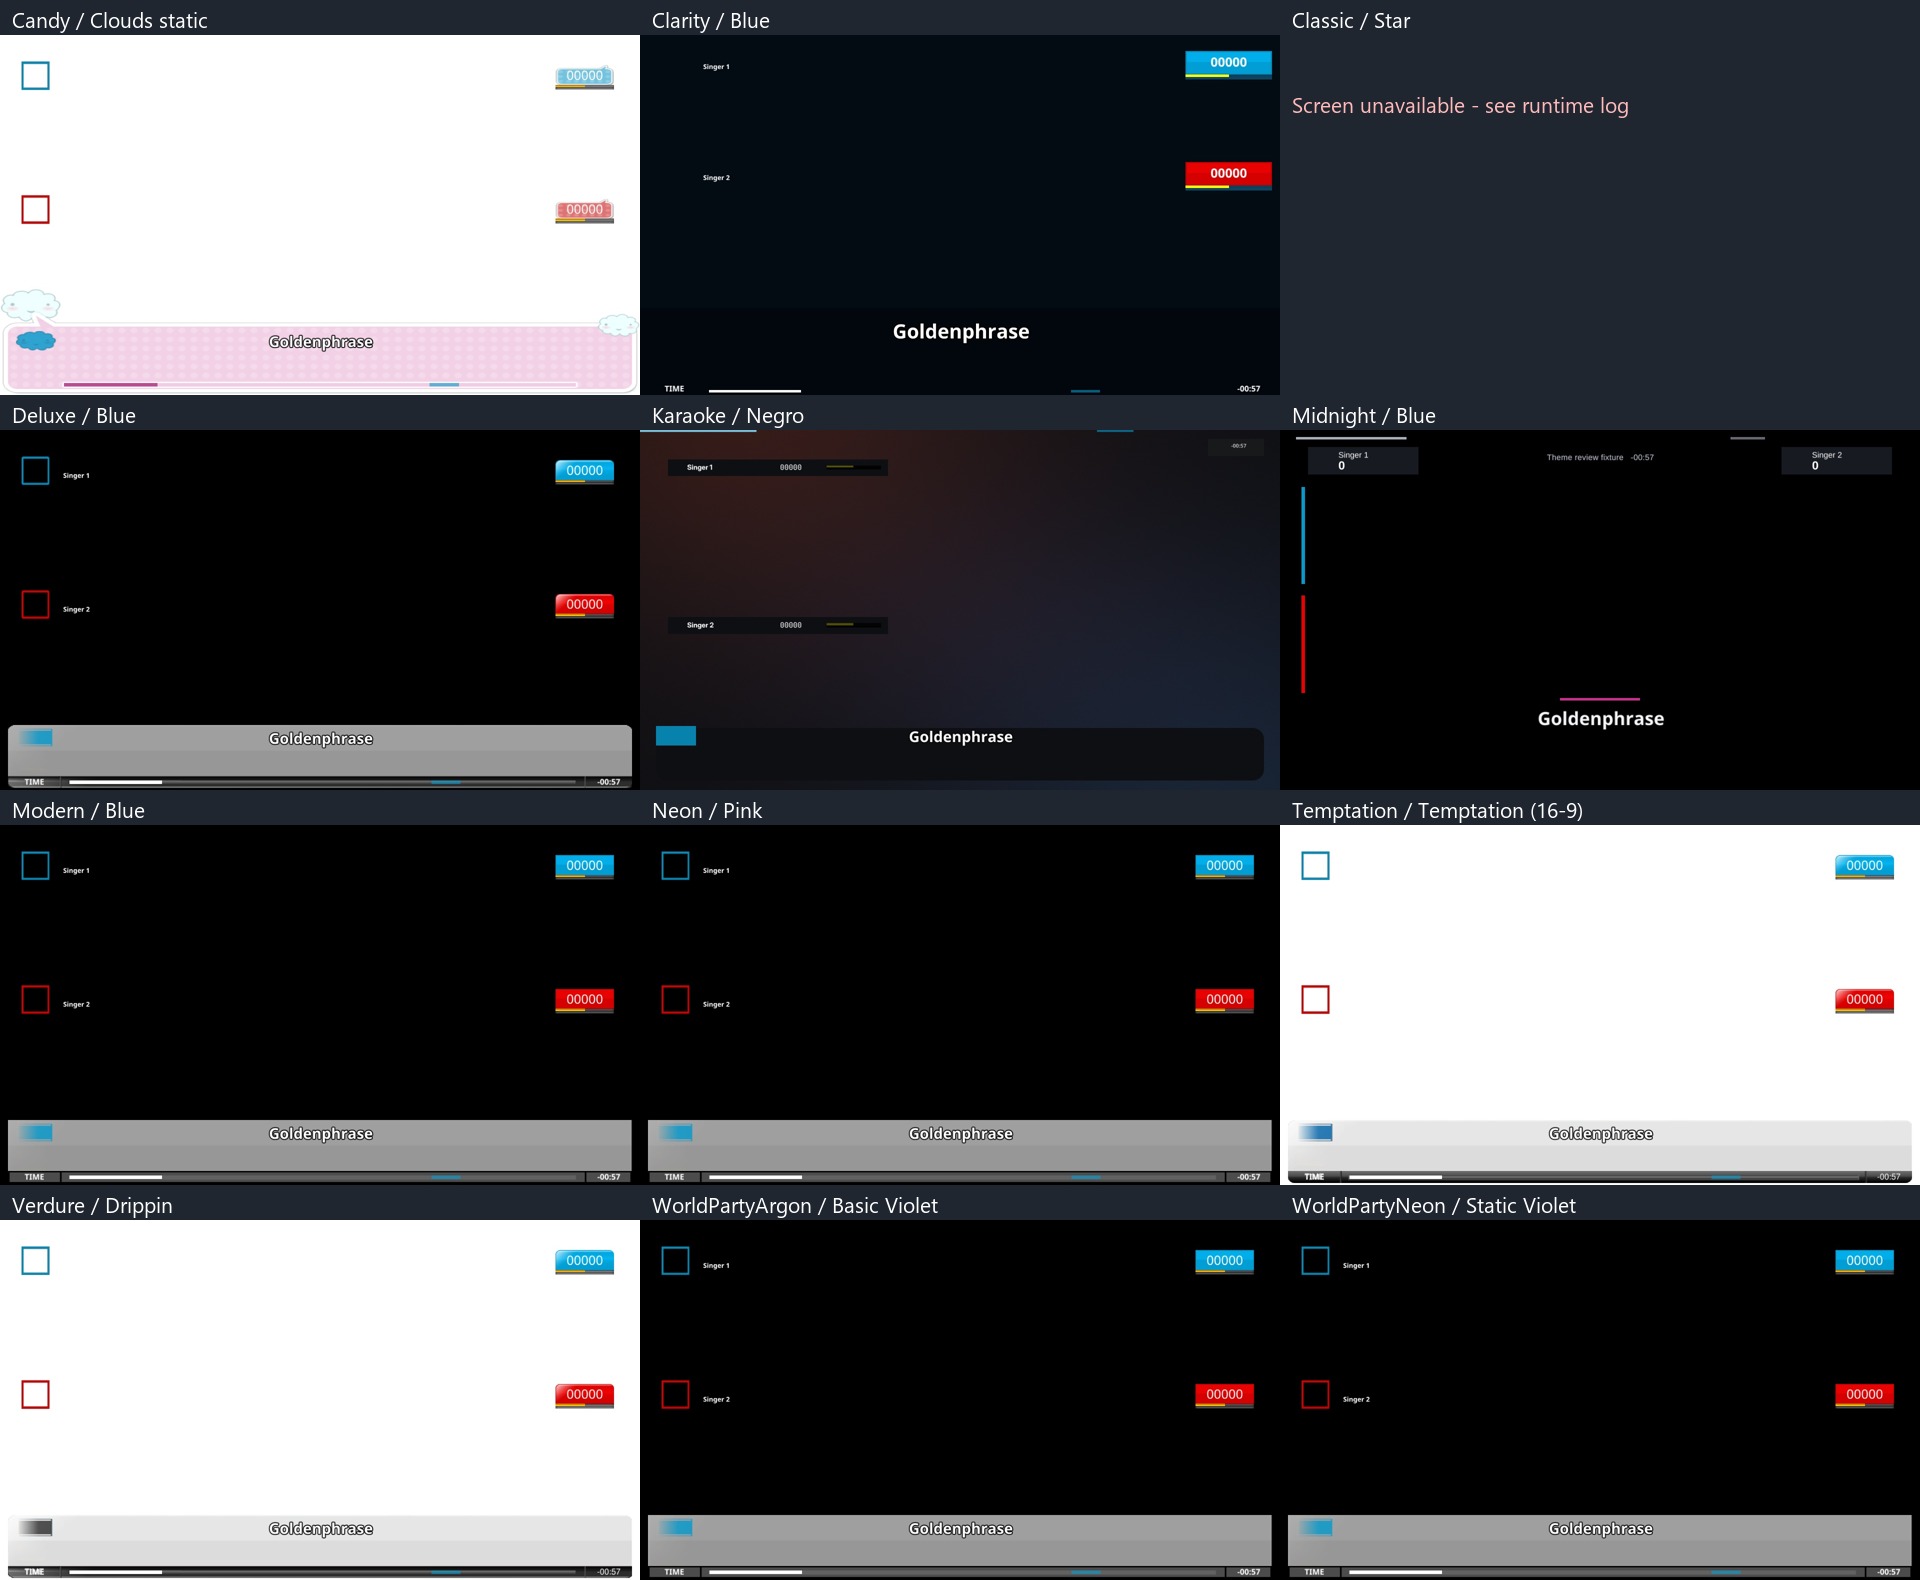 Candy / Clouds static
00000
00000
Goldenphrase
Clarity / Blue
Singer 1
00000
Singer 2
00000
Goldenphrase
TIME
-00:57
Classic / Star
Screen unavailable - see runtime log
Deluxe / Blue
Singer 1
00000
Singer 2
00000
Goldenphrase
TIME
-00:57
Karaoke / Negro
-00:57
Singer 1
00000
Singer 2
00000
Goldenphrase
Midnight / Blue
Singer 1
0
Theme review fixture -00:57
Singer 2
0
Goldenphrase
Modern / Blue
Singer 1
00000
Singer 2
00000
Goldenphrase
TIME
-00:57
Neon / Pink
Singer 1
00000
Singer 2
00000
Goldenphrase
TIME
-00:57
Temptation / Temptation (16-9)
00000
00000
Goldenphrase
TIME
-00:57
Verdure / Drippin
00000
00000
Goldenphrase
TIME
-00:57
WorldPartyArgon / Basic Violet
Singer 1
00000
Singer 2
00000
Goldenphrase
TIME
-00:57
WorldPartyNeon / Static Violet
Singer 1
00000
Singer 2
00000
Goldenphrase
TIME
-00:57